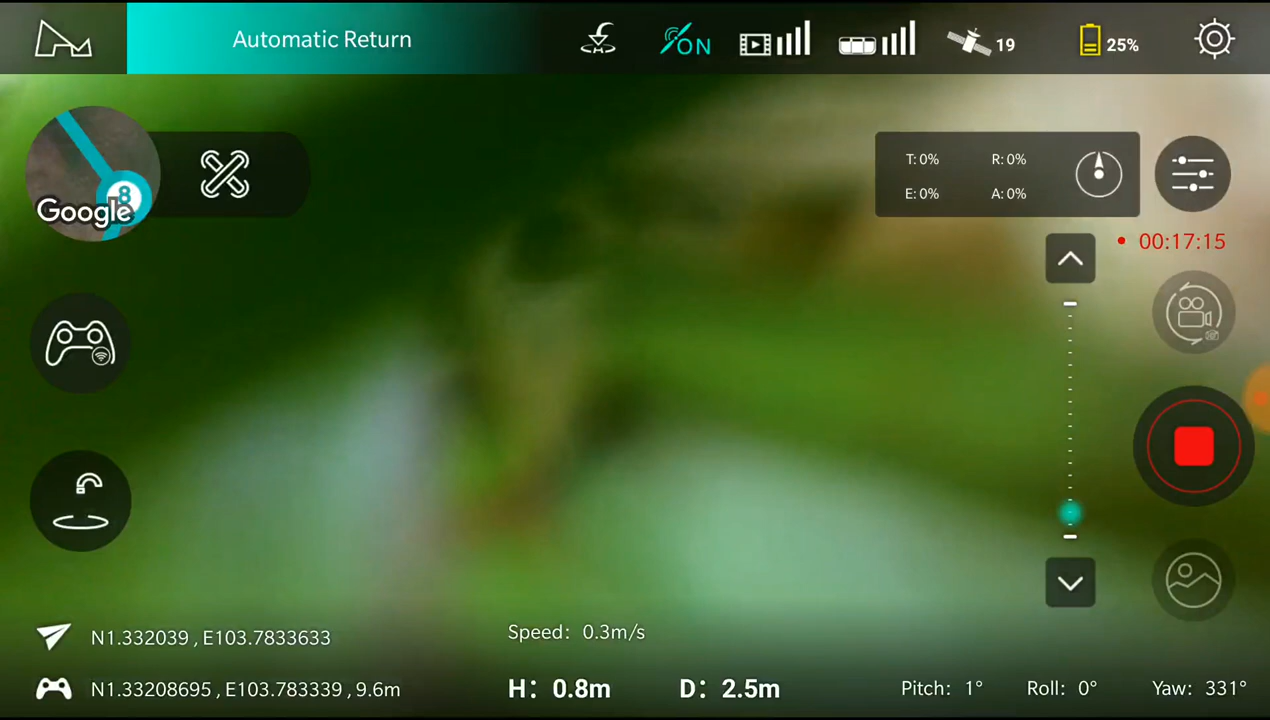 Automatic Return
H
ON
19
25%
8
Google
T: 0% R: 0%
E: 0% A: 0%
00:17:15
N1.332039 , E103.7833633
Speed: 0.3m/s
N1.33208695 , E103.783339 , 9.6m
H: 0.8m D: 2.5m
Pitch: 1° Roll: 0° Yaw: 331°